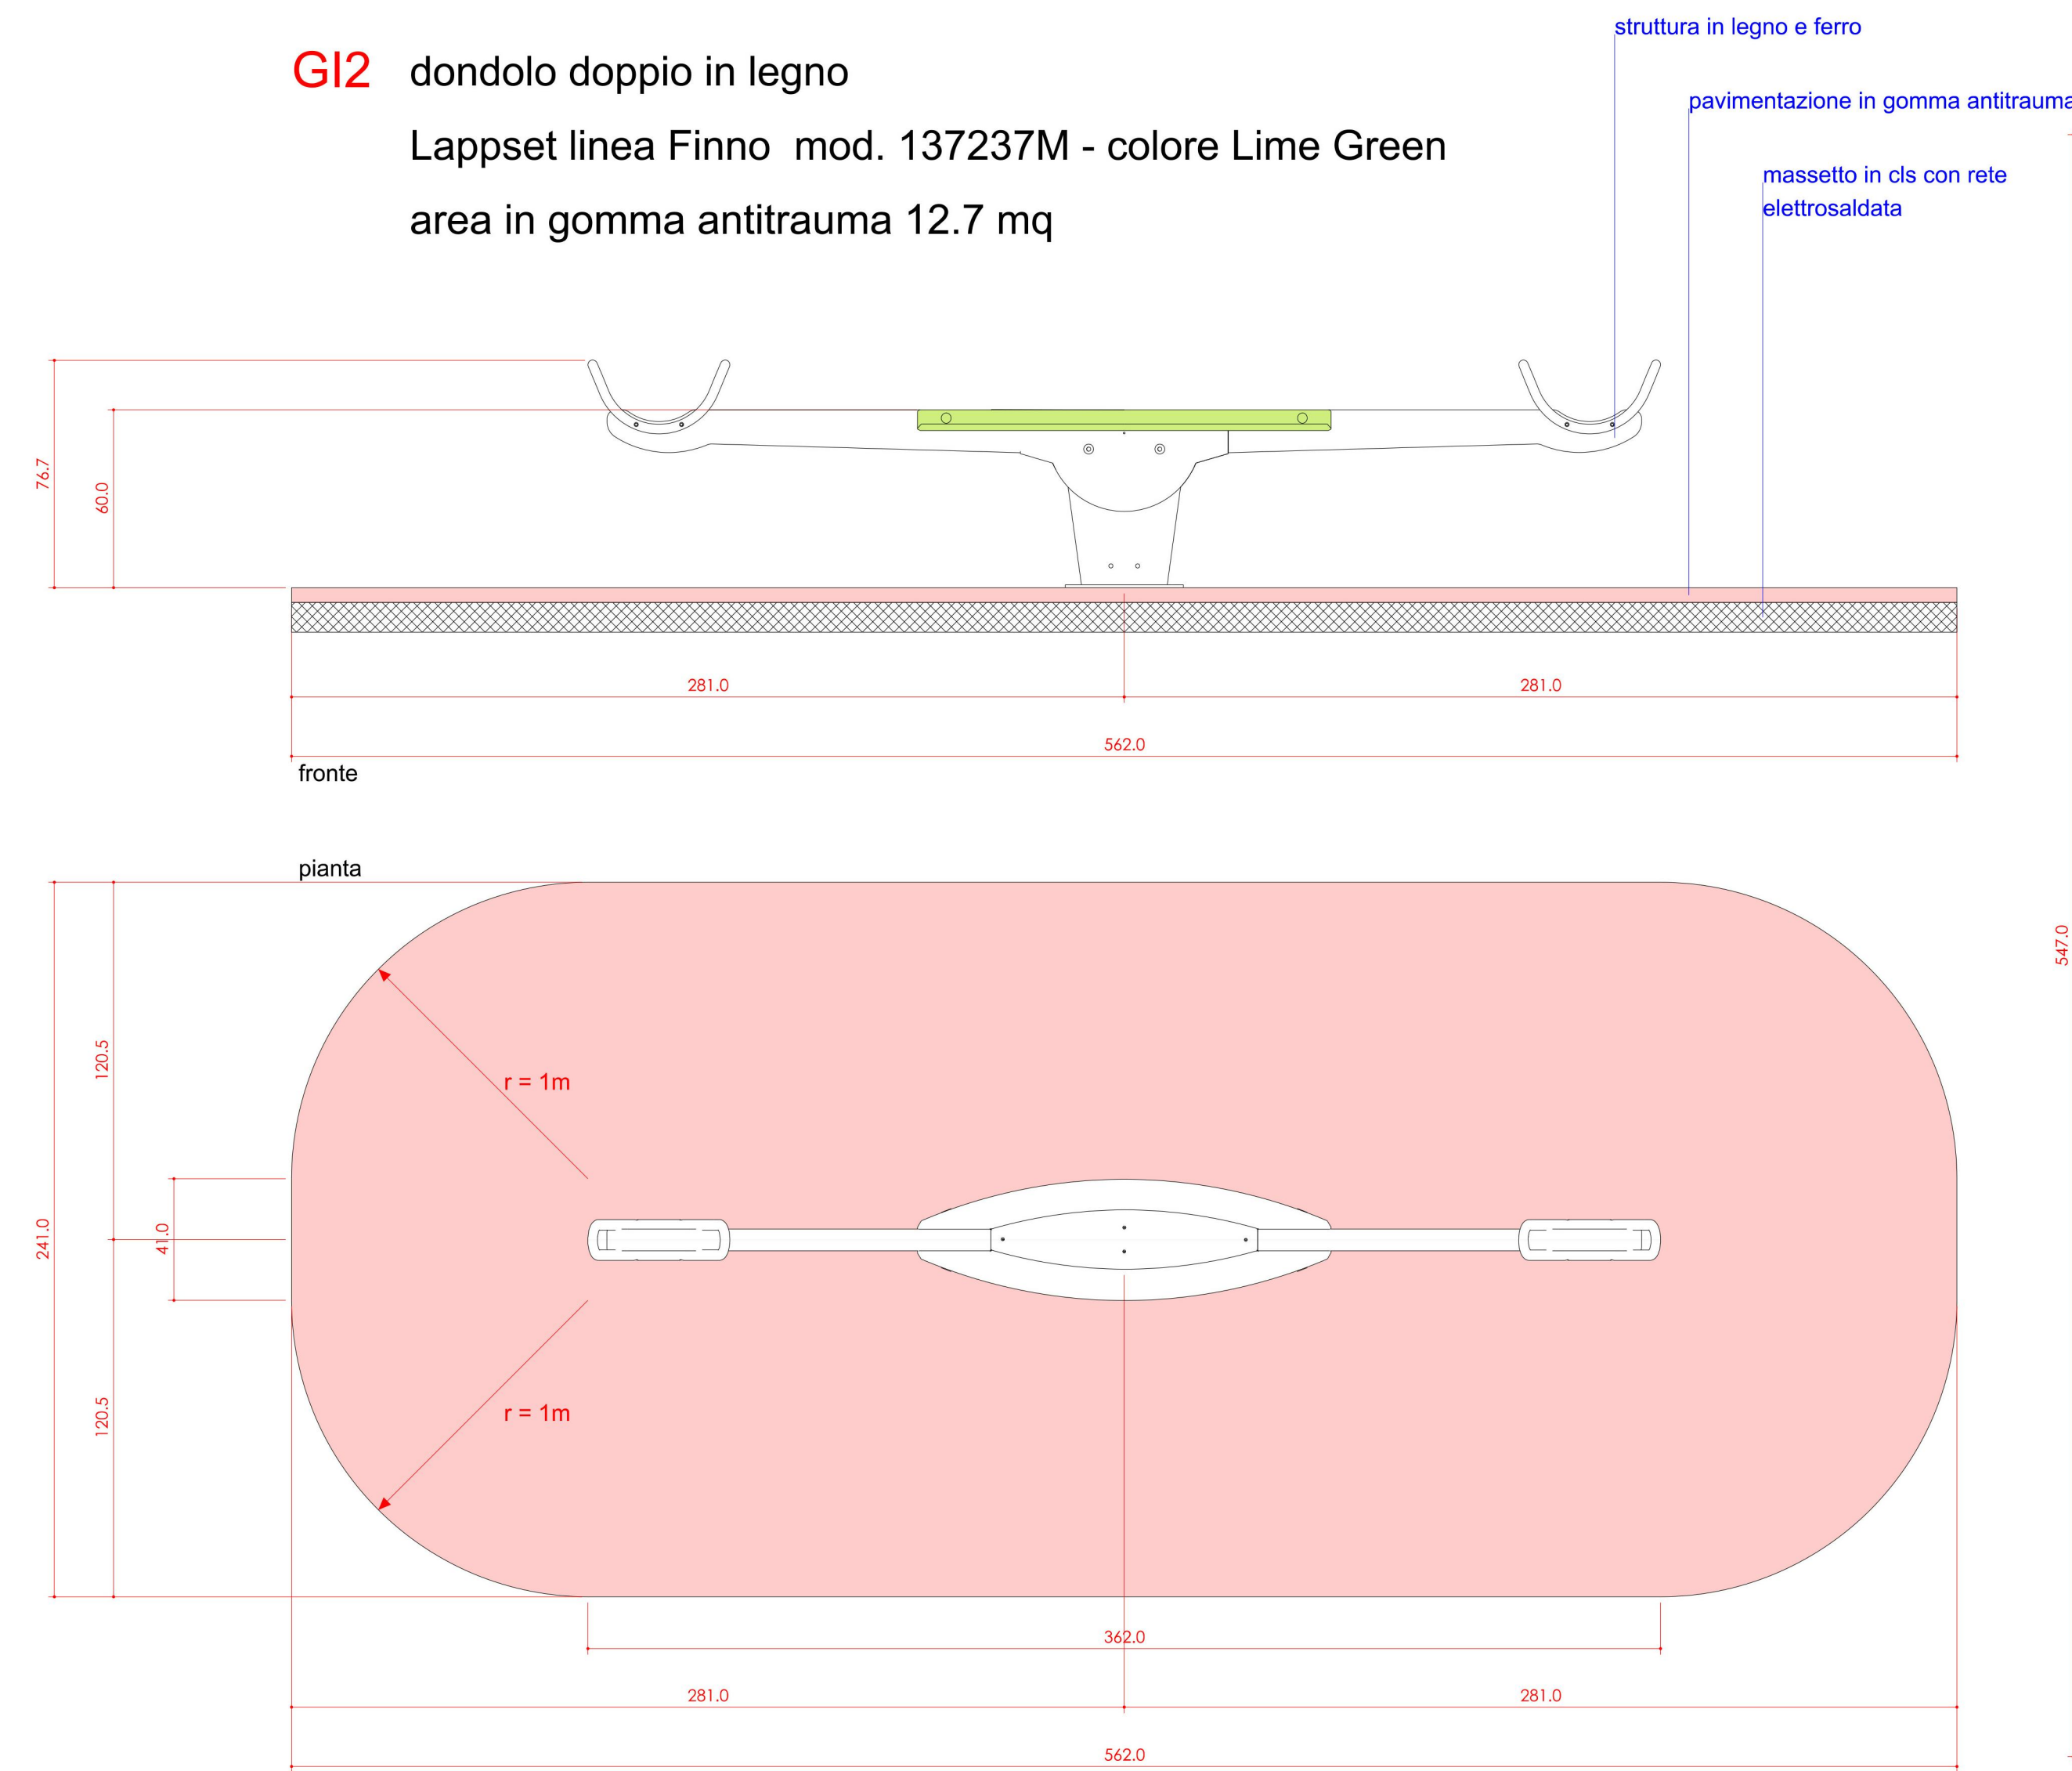 struttura in legno e ferro
GI2 dondolo doppio in legno
pavimentazione in gomma antitrauma
Lappset linea Finno mod. 137237M - colore Lime Green
massetto in cls con rete
elettrosaldata
area in gomma antitrauma 12.7 mq
76.7
60.0
281.0
281.0
562.0
fronte
pianta
547.0
120.5
r = 1m
241.0
41.0
120.5
r = 1m
362.0
281.0
281.0
562.0